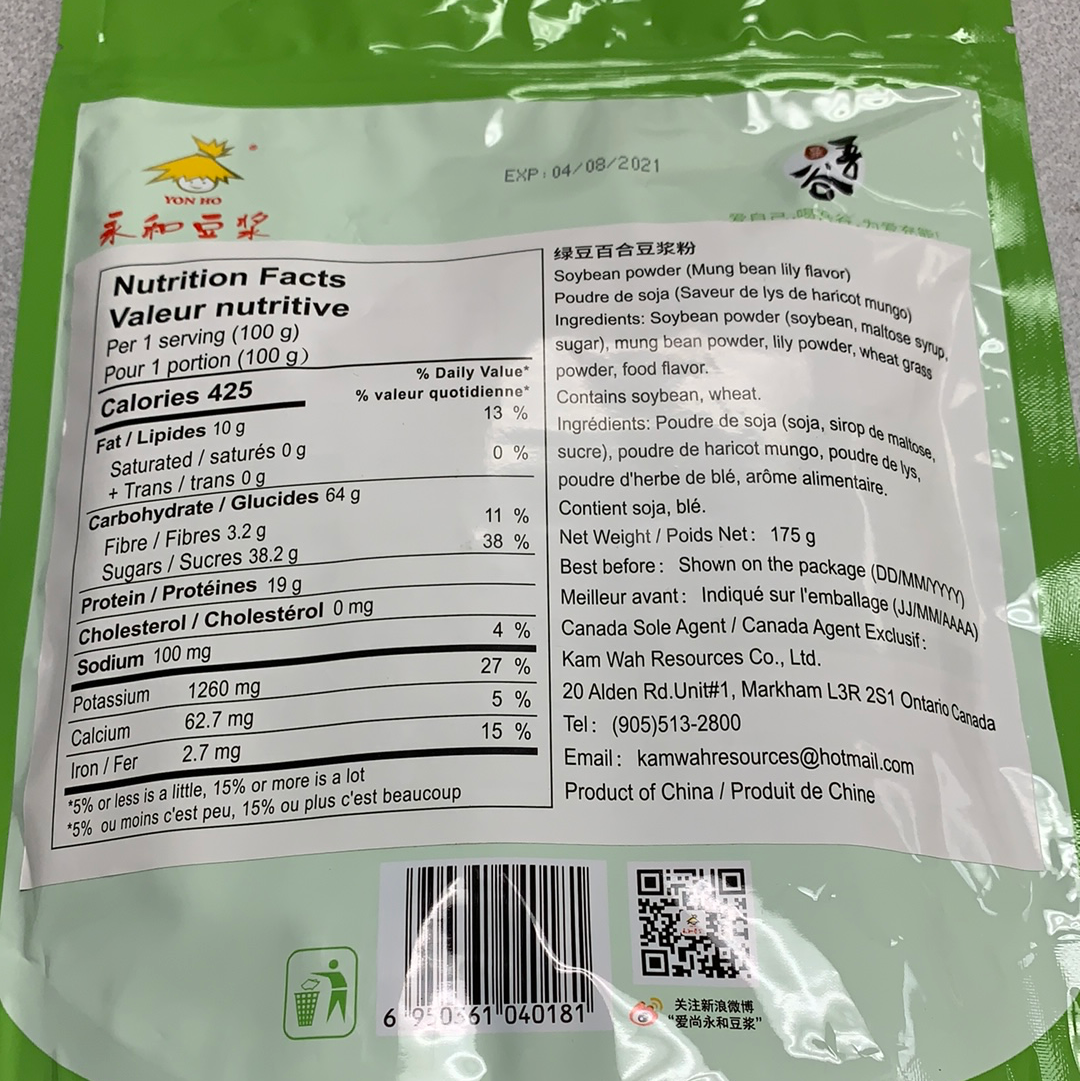 YON HO
永和豆浆
EXP: 04/08/2021
Nutrition Facts
Valeur nutritive
Per 1 serving (100 g)
Pour 1 portion (100 g)
% Daily Value*
Calories 425
% valeur quotidienne*
Fat / Lipides 10 g 13 %
Saturated / saturés 0 g
+ Trans / trans 0 g 0 %
Carbohydrate / Glucides 64 g
Fibre / Fibres 3.2 g 11 %
Sugars / Sucres 38.2 g 38 %
Protein / Protéines 19 g
Cholesterol / Cholestérol 0 mg
Sodium 100 mg 4 %
Potassium 1260 mg 27 %
Calcium 62.7 mg 5 %
Iron / Fer 2.7 mg 15 %
*5% or less is a little, 15% or more is a lot
*5% ou moins c'est peu, 15% ou plus c'est beaucoup
绿豆百合豆浆粉
Soybean powder (Mung bean lily flavor)
Poudre de soja (Saveur de lys de haricot mungo)
Ingredients: Soybean powder (soybean, maltose syrup,
sugar), mung bean powder, lily powder, wheat grass
powder, food flavor.
Contains soybean, wheat.
Ingrédients: Poudre de soja (soja, sirop de maltose,
sucre), poudre de haricot mungo, poudre de lys,
poudre d'herbe de blé, arôme alimentaire.
Contient soja, blé.
Net Weight / Poids Net: 175 g
Best before: Shown on the package (DD/MM/YYYY)
Meilleur avant: Indiqué sur l'emballage (JJ/MM/AAAA)
Canada Sole Agent / Canada Agent Exclusif:
Kam Wah Resources Co., Ltd.
20 Alden Rd.Unit#1, Markham L3R 2S1 Ontario Canada
Tel: (905)513-2800
Email: kamwahresources@hotmail.com
Product of China / Produit de Chine
6 950361 040181
关注新浪微博
“爱尚永和豆浆”